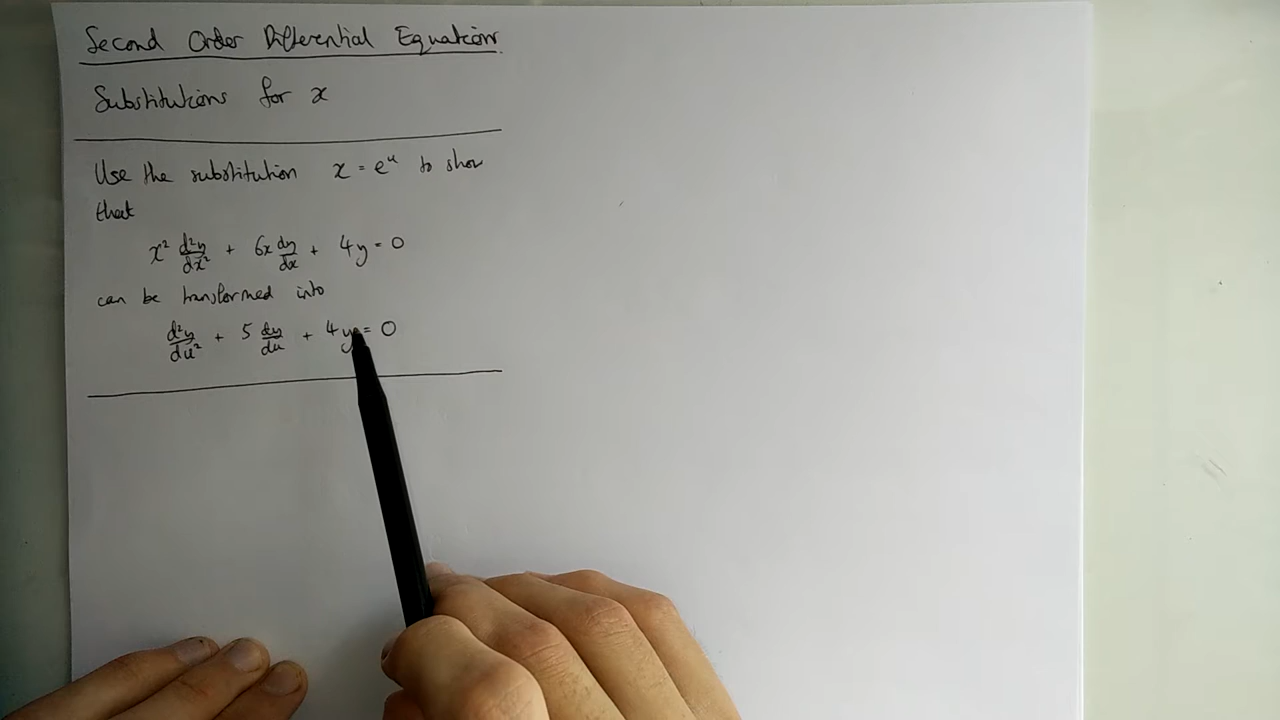 Second Order Differential Equations
Substitutions for x
Use the substitution x = eᵘ to show
that
x² d²y/dx² + 6x dy/dx + 4y = 0
can be transformed into
d²y/du² + 5 dy/du + 4y = 0